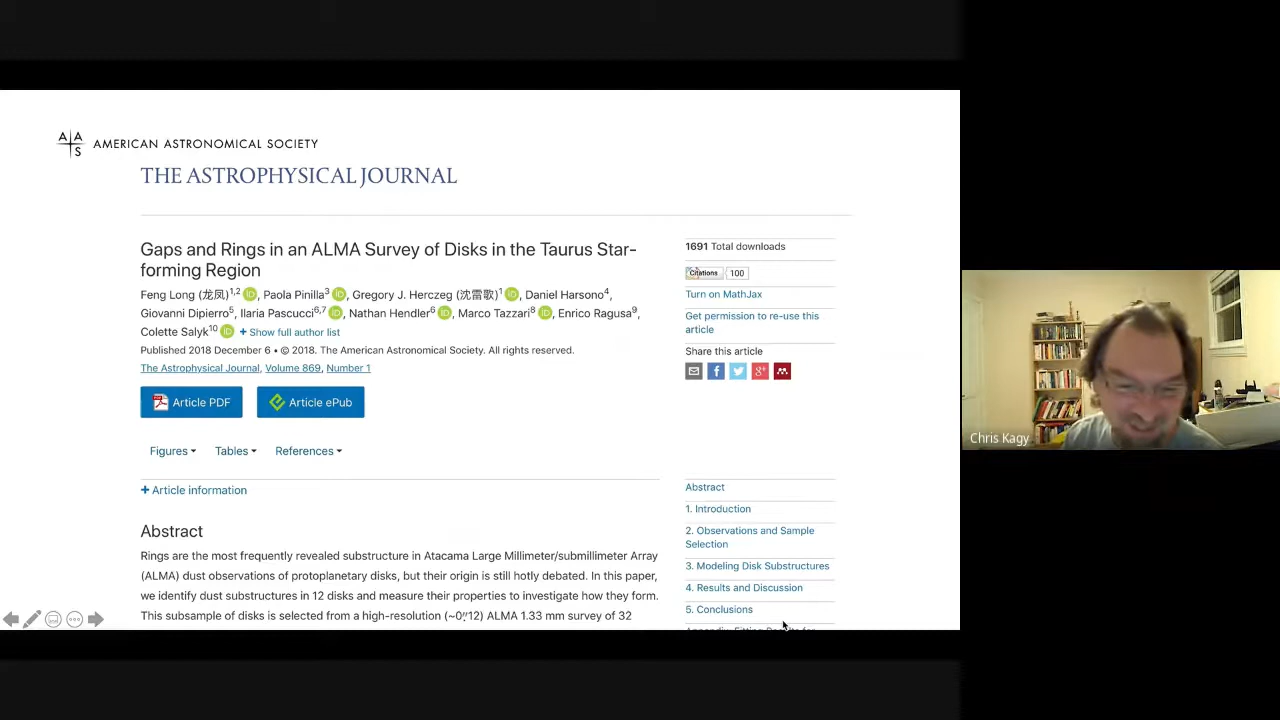 A A
S
AMERICAN ASTRONOMICAL SOCIETY
THE ASTROPHYSICAL JOURNAL
Gaps and Rings in an ALMA Survey of Disks in the Taurus Star-
forming Region
Feng Long (龙凤)1,2 iD, Paola Pinilla3 iD, Gregory J. Herczeg (沈雷歌)1 iD, Daniel Harsono4,
Giovanni Dipierro5, Ilaria Pascucci6,7 iD, Nathan Hendler6 iD, Marco Tazzari8 iD, Enrico Ragusa9,
Colette Salyk10 iD + Show full author list
Published 2018 December 6 • © 2018. The American Astronomical Society. All rights reserved.
The Astrophysical Journal, Volume 869, Number 1
Article PDF
Article ePub
Figures
Tables
References
+ Article information
Abstract
Rings are the most frequently revealed substructure in Atacama Large Millimeter/submillimeter Array
(ALMA) dust observations of protoplanetary disks, but their origin is still hotly debated. In this paper,
we identify dust substructures in 12 disks and measure their properties to investigate how they form.
This subsample of disks is selected from a high-resolution (~0.″12) ALMA 1.33 mm survey of 32
1691 Total downloads
Citations 100
Turn on MathJax
Get permission to re-use this
article
Share this article
Abstract
1. Introduction
2. Observations and Sample
Selection
3. Modeling Disk Substructures
4. Results and Discussion
5. Conclusions
Chris Kagy